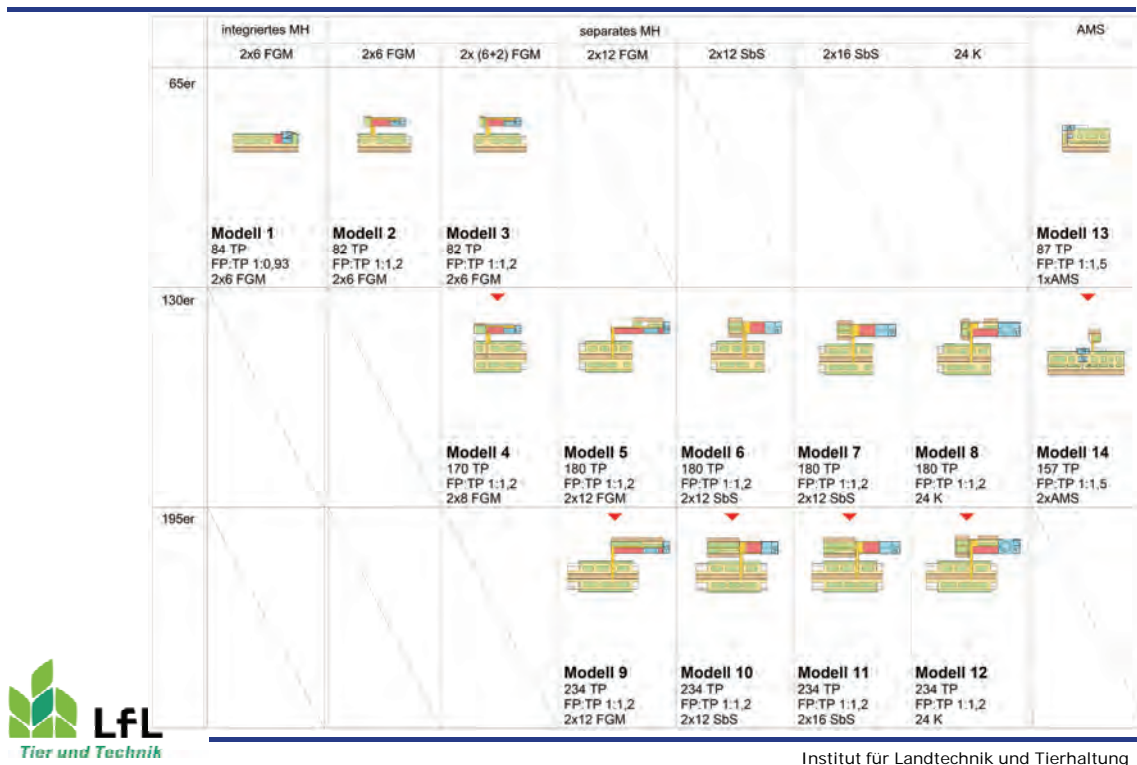 integriertes MH separates MH AMS
2x6 FGM 2x6 FGM 2x (6+2) FGM 2x12 FGM 2x12 SbS 2x16 SbS 24 K
65er
Modell 1 Modell 2 Modell 3 Modell 13
84 TP 82 TP 82 TP 87 TP
FP:TP 1:0,93 FP:TP 1:1,2 FP:TP 1:1,2 FP:TP 1:1,5
2x6 FGM 2x6 FGM 2x6 FGM 1xAMS
130er
Modell 4 Modell 5 Modell 6 Modell 7 Modell 8 Modell 14
170 TP 180 TP 180 TP 180 TP 180 TP 157 TP
FP:TP 1:1,2 FP:TP 1:1,2 FP:TP 1:1,2 FP:TP 1:1,2 FP:TP 1:1,2 FP:TP 1:1,5
2x8 FGM 2x12 FGM 2x12 SbS 2x12 SbS 24 K 2xAMS
195er
Modell 9 Modell 10 Modell 11 Modell 12
234 TP 234 TP 234 TP 234 TP
FP:TP 1:1,2 FP:TP 1:1,2 FP:TP 1:1,2 FP:TP 1:1,2
2x12 FGM 2x12 SbS 2x16 SbS 24 K
LfL
Tier und Technik
Institut für Landtechnik und Tierhaltung